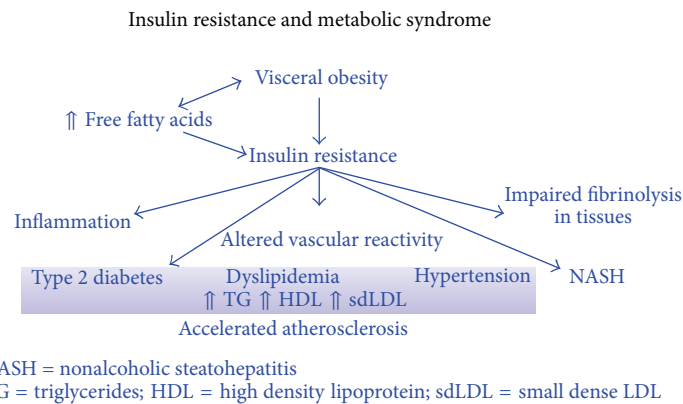 Insulin resistance and metabolic syndrome
Visceral obesity
⇑ Free fatty acids
Insulin resistance
Impaired fibrinolysis
in tissues
Inflammation
Altered vascular reactivity
Type 2 diabetes Dyslipidemia Hypertension NASH
⇑ TG ⇑ HDL ⇑ sdLDL
Accelerated atherosclerosis
ASH = nonalcoholic steatohepatitis
G = triglycerides; HDL = high density lipoprotein; sdLDL = small dense LDL